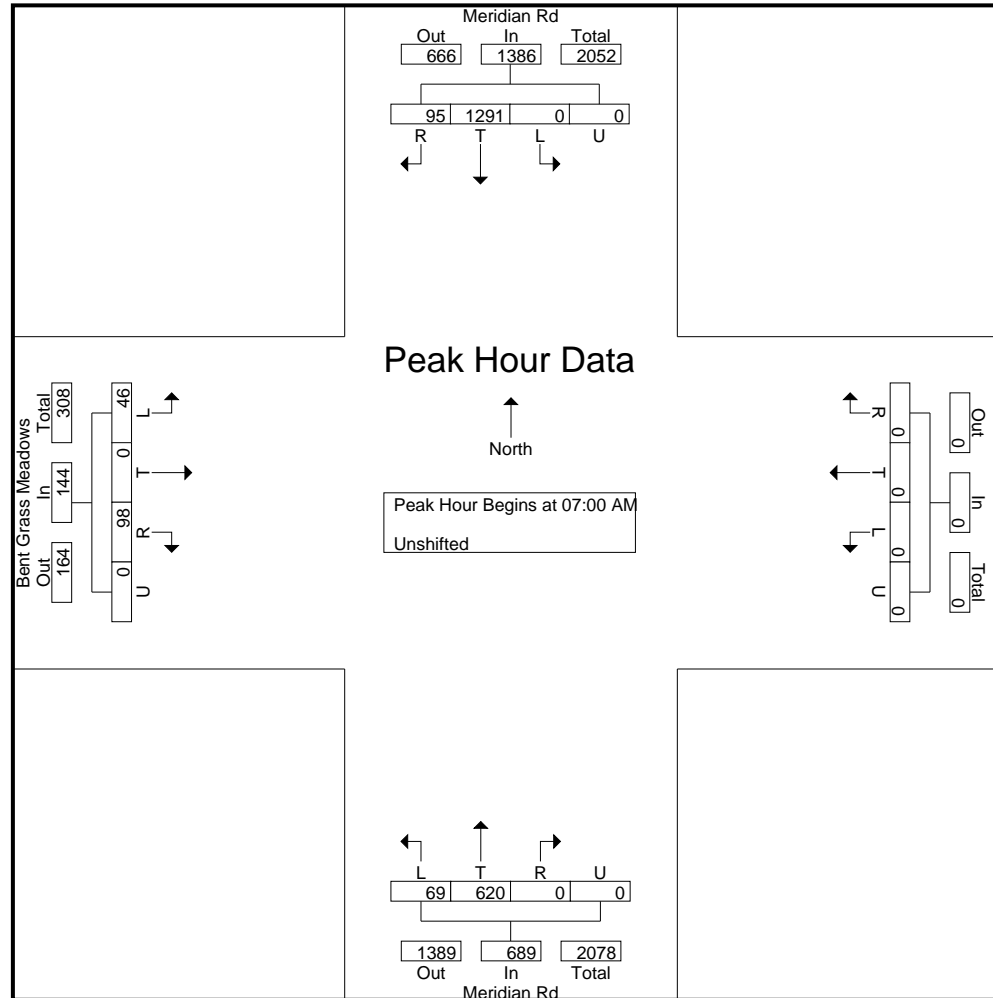 Meridian Rd
Out In Total
666 1386 2052
95 1291 0 0
R T L U
Peak Hour Data
North
Peak Hour Begins at 07:00 AM
Unshifted
Bent Grass Meadows
Out In Total
164 144 308
46 0 98 0
L T R U
R T L U
0 0 0 0
Out In Total
0 0 0
L T R U
69 620 0 0
1389 689 2078
Out In Total
Meridian Rd